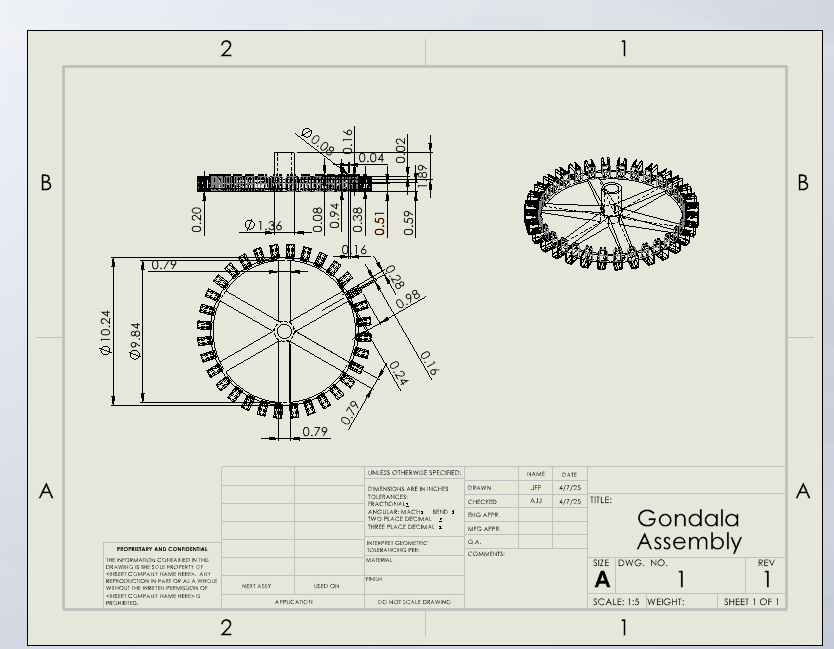 2
1
B
B
Ø0.08
0.16
0.04
0.02
0.20
Ø1.36
0.08
0.94
0.38
0.51
0.59
0.79
0.16
0.28
0.98
Ø10.24
Ø9.84
0.16
0.24
0.79
0.79
A
A
UNLESS OTHERWISE SPECIFIED:
NAME
DATE
DIMENSIONS ARE IN INCHES
TOLERANCES:
FRACTIONAL±
ANGULAR: MACH± BEND ±
TWO PLACE DECIMAL ±
THREE PLACE DECIMAL ±
DRAWN
JFF
4/7/25
CHECKED
AJJ
4/7/25
ENG APPR.
MFG APPR.
INTERPRET GEOMETRIC
TOLERANCING PER:
Q.A.
COMMENTS:
MATERIAL
FINISH
TITLE:
Gondala
Assembly
PROPRIETARY AND CONFIDENTIAL
THE INFORMATION CONTAINED IN THIS
DRAWING IS THE SOLE PROPERTY OF
<INSERT COMPANY NAME HERE>. ANY
REPRODUCTION IN PART OR AS A WHOLE
WITHOUT THE WRITTEN PERMISSION OF
<INSERT COMPANY NAME HERE> IS
PROHIBITED.
NEXT ASSY
USED ON
APPLICATION
DO NOT SCALE DRAWING
SIZE
A
DWG. NO.
1
REV
1
SCALE: 1:5
WEIGHT:
SHEET 1 OF 1
2
1